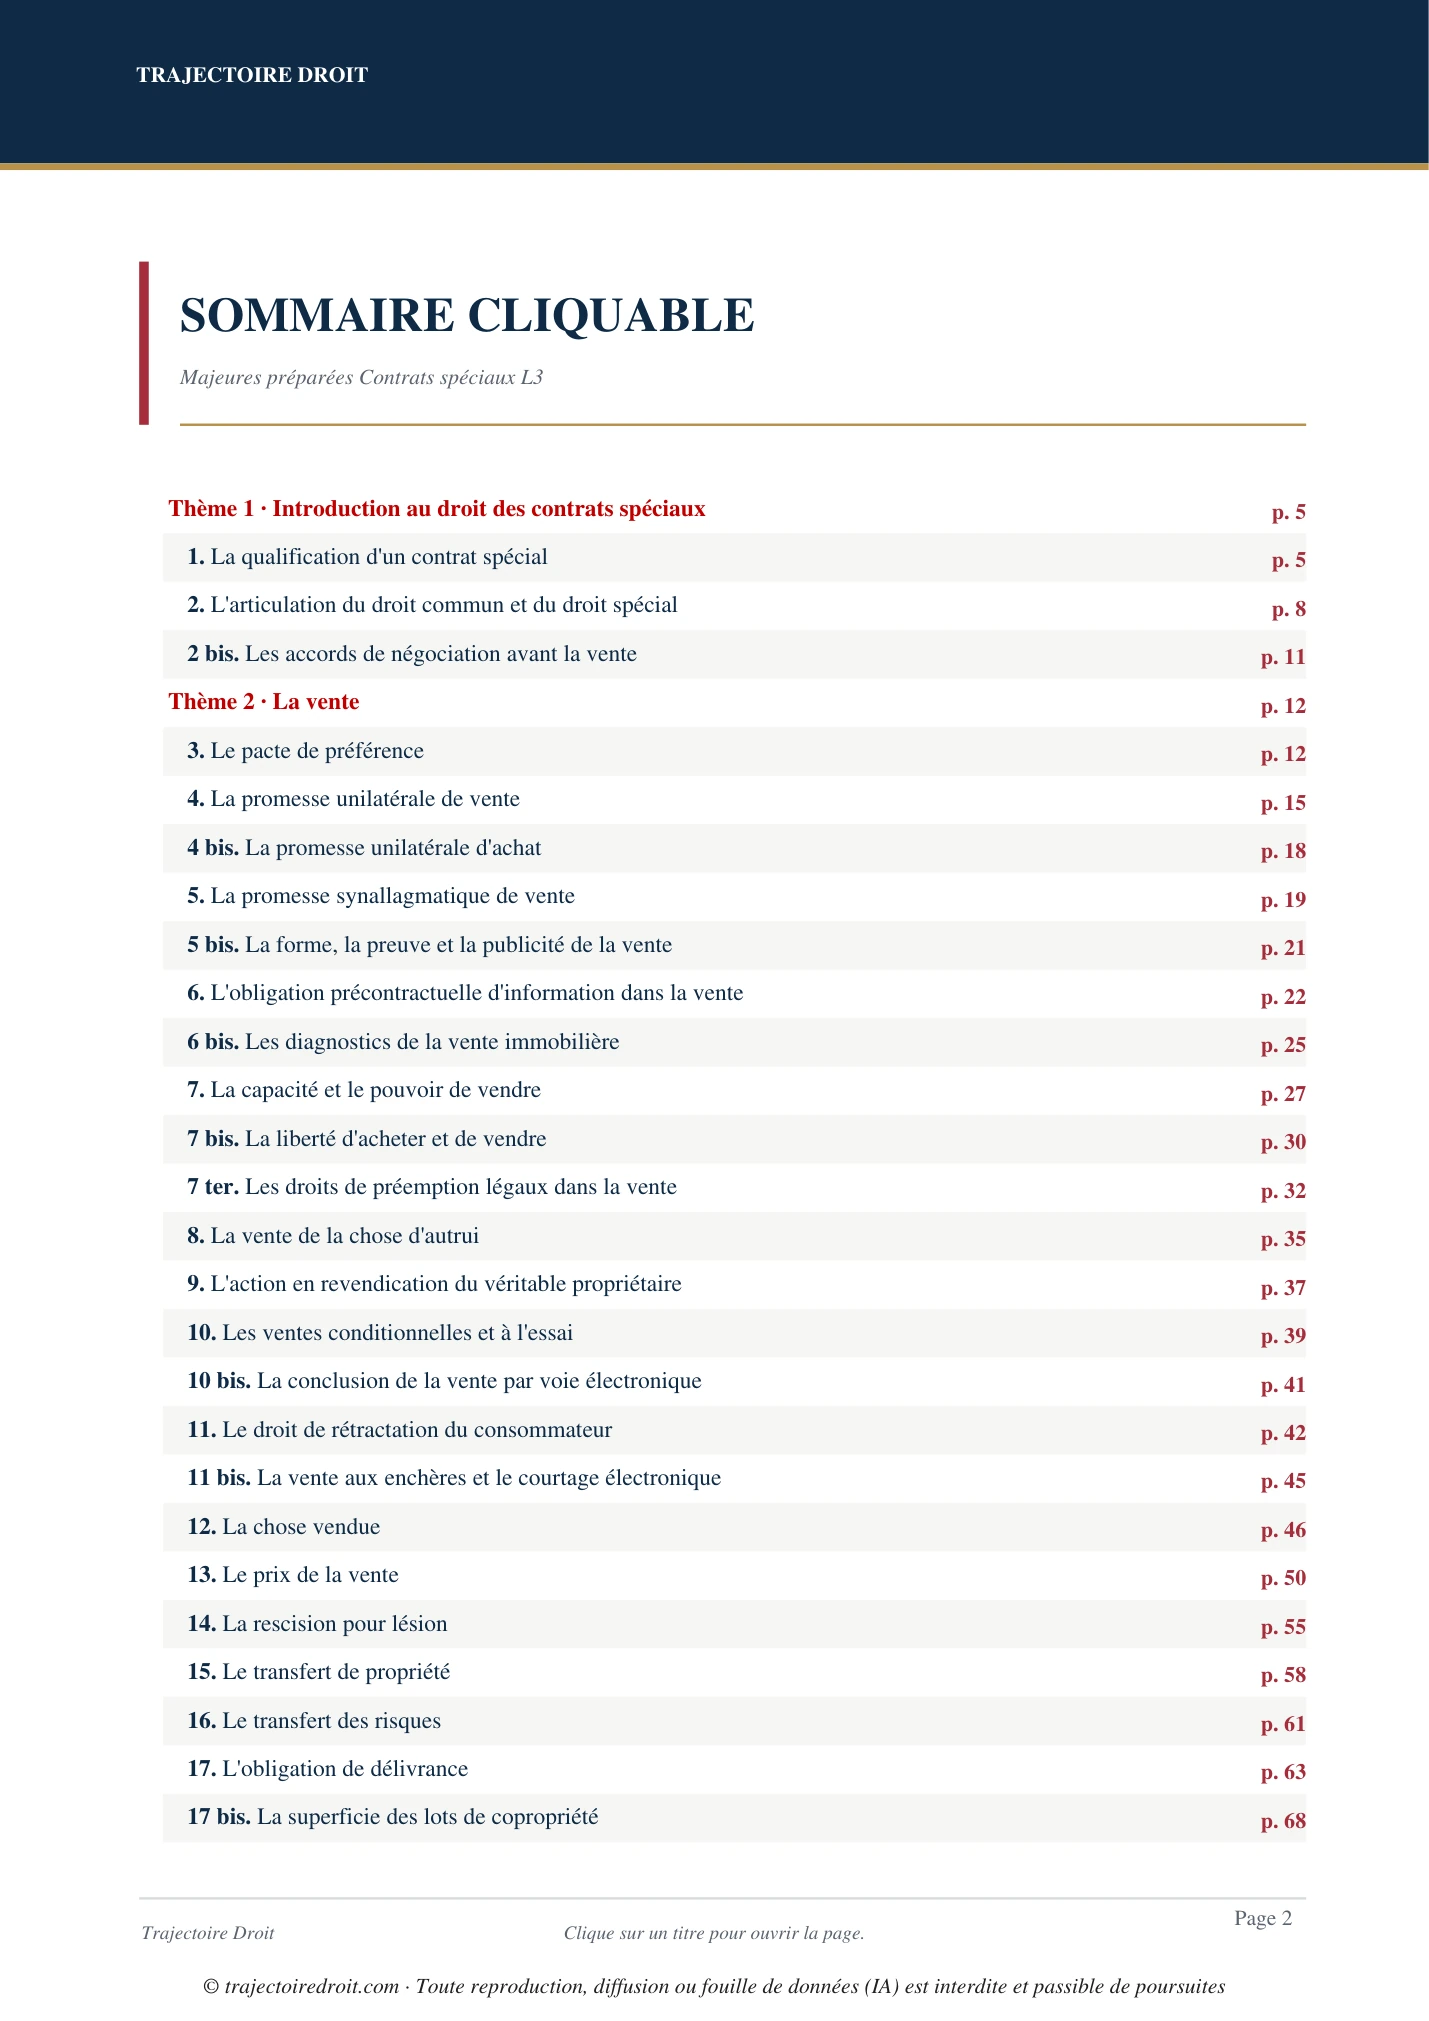 TRAJECTOIRE DROIT
SOMMAIRE CLIQUABLE
Majeures préparées Contrats spéciaux L3
Thème 1 · Introduction au droit des contrats spéciaux p. 5
1. La qualification d'un contrat spécial p. 5
2. L'articulation du droit commun et du droit spécial p. 8
2 bis. Les accords de négociation avant la vente p. 11
Thème 2 · La vente p. 12
3. Le pacte de préférence p. 12
4. La promesse unilatérale de vente p. 15
4 bis. La promesse unilatérale d'achat p. 18
5. La promesse synallagmatique de vente p. 19
5 bis. La forme, la preuve et la publicité de la vente p. 21
6. L'obligation précontractuelle d'information dans la vente p. 22
6 bis. Les diagnostics de la vente immobilière p. 25
7. La capacité et le pouvoir de vendre p. 27
7 bis. La liberté d'acheter et de vendre p. 30
7 ter. Les droits de préemption légaux dans la vente p. 32
8. La vente de la chose d'autrui p. 35
9. L'action en revendication du véritable propriétaire p. 37
10. Les ventes conditionnelles et à l'essai p. 39
10 bis. La conclusion de la vente par voie électronique p. 41
11. Le droit de rétractation du consommateur p. 42
11 bis. La vente aux enchères et le courtage électronique p. 45
12. La chose vendue p. 46
13. Le prix de la vente p. 50
14. La rescision pour lésion p. 55
15. Le transfert de propriété p. 58
16. Le transfert des risques p. 61
17. L'obligation de délivrance p. 63
17 bis. La superficie des lots de copropriété p. 68
Trajectoire Droit Clique sur un titre pour ouvrir la page. Page 2
© trajectoiredroit.com · Toute reproduction, diffusion ou fouille de données (IA) est interdite et passible de poursuites